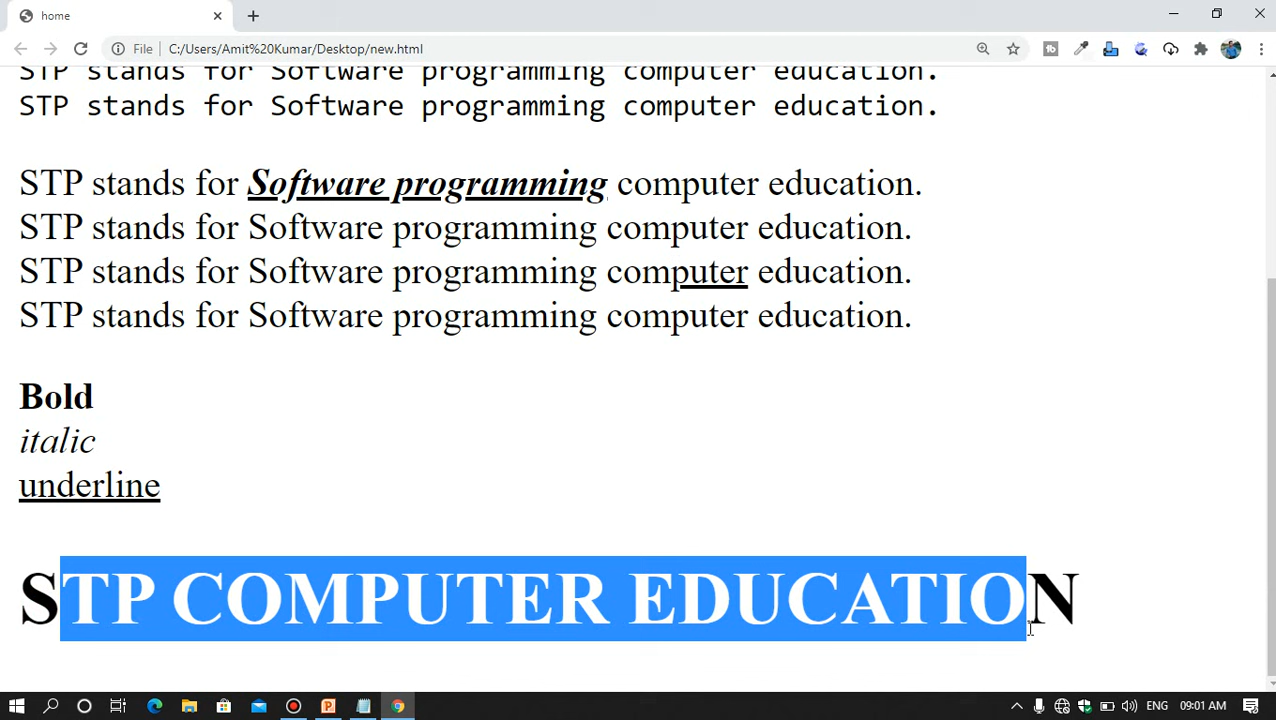 home
File
C:/Users/Amit%20Kumar/Desktop/new.html
STP stands for Software programming computer education.
STP stands for Software programming computer education.
STP stands for Software programming computer education.
STP stands for Software programming computer education.
STP stands for Software programming computer education.
STP stands for Software programming computer education.
Bold
italic
underline
STP COMPUTER EDUCATION
ENG
09:01 AM